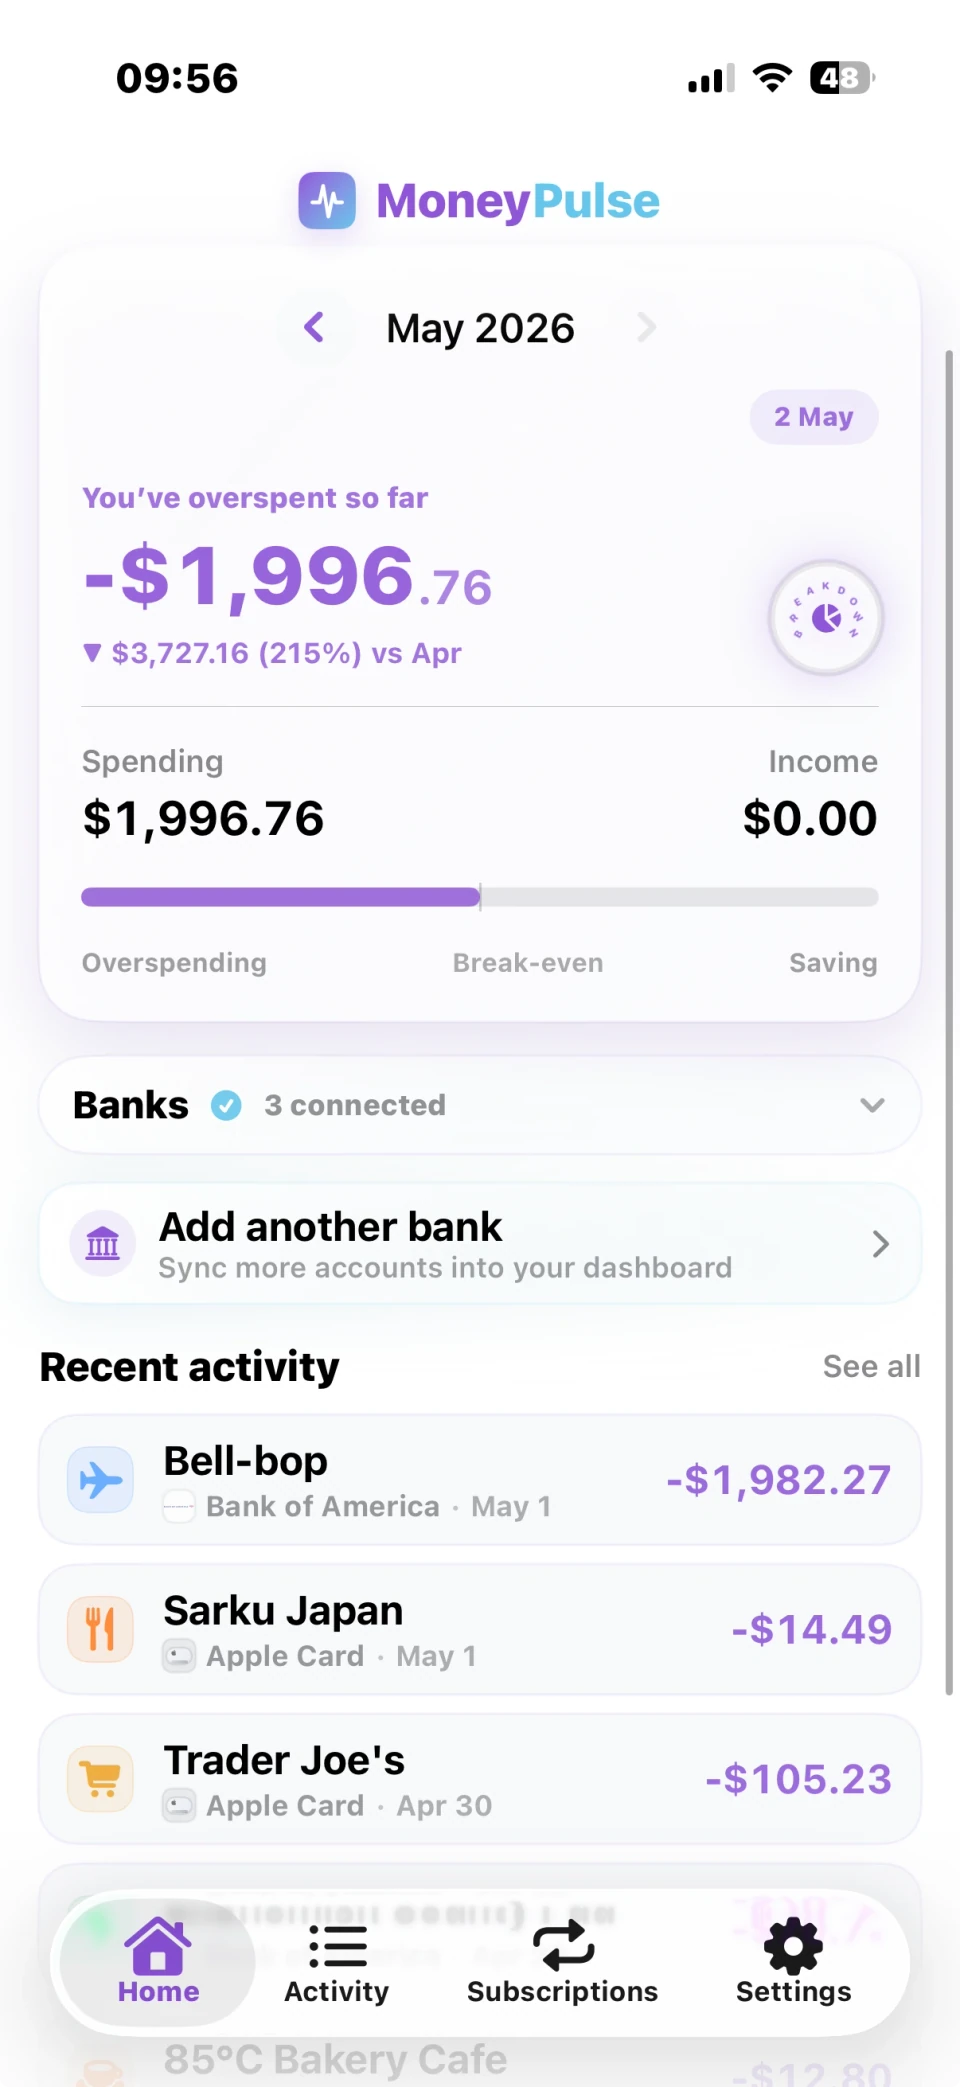 09:56
48
MoneyPulse
May 2026
2 May
You’ve overspent so far
-$1,996.76
▼ $3,727.16 (215%) vs Apr
BREAKDOWN
Spending
Income
$1,996.76
$0.00
Overspending
Break-even
Saving
Banks
3 connected
Add another bank
Sync more accounts into your dashboard
Recent activity
See all
Bell-bop
-$1,982.27
Bank of America · May 1
Sarku Japan
-$14.49
Apple Card · May 1
Trader Joe's
-$105.23
Apple Card · Apr 30
Home
Activity
Subscriptions
Settings
85°C Bakery Cafe
-$12.80